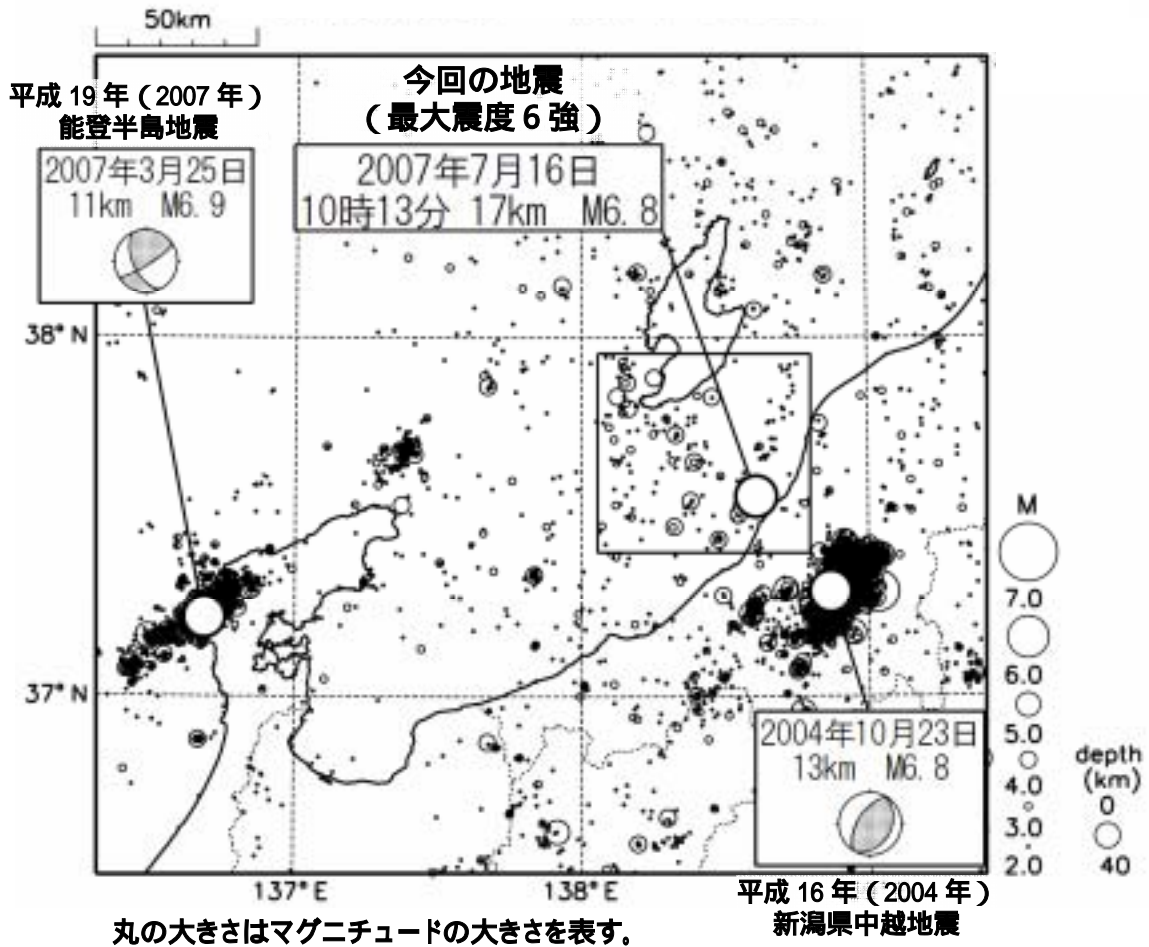 50km
平成 19 年（2007 年）
能登半島地震
今回の地震
（最大震度 6 強）
2007年3月25日
11km M6.9
2007年7月16日
10時13分 17km M6.8
38° N
37° N
M
7.0
6.0
5.0
4.0
3.0
2.0
depth
(km)
0
40
2004年10月23日
13km M6.8
137° E
138° E
平成 16 年（2004 年）
新潟県中越地震
丸の大きさはマグニチュードの大きさを表す。